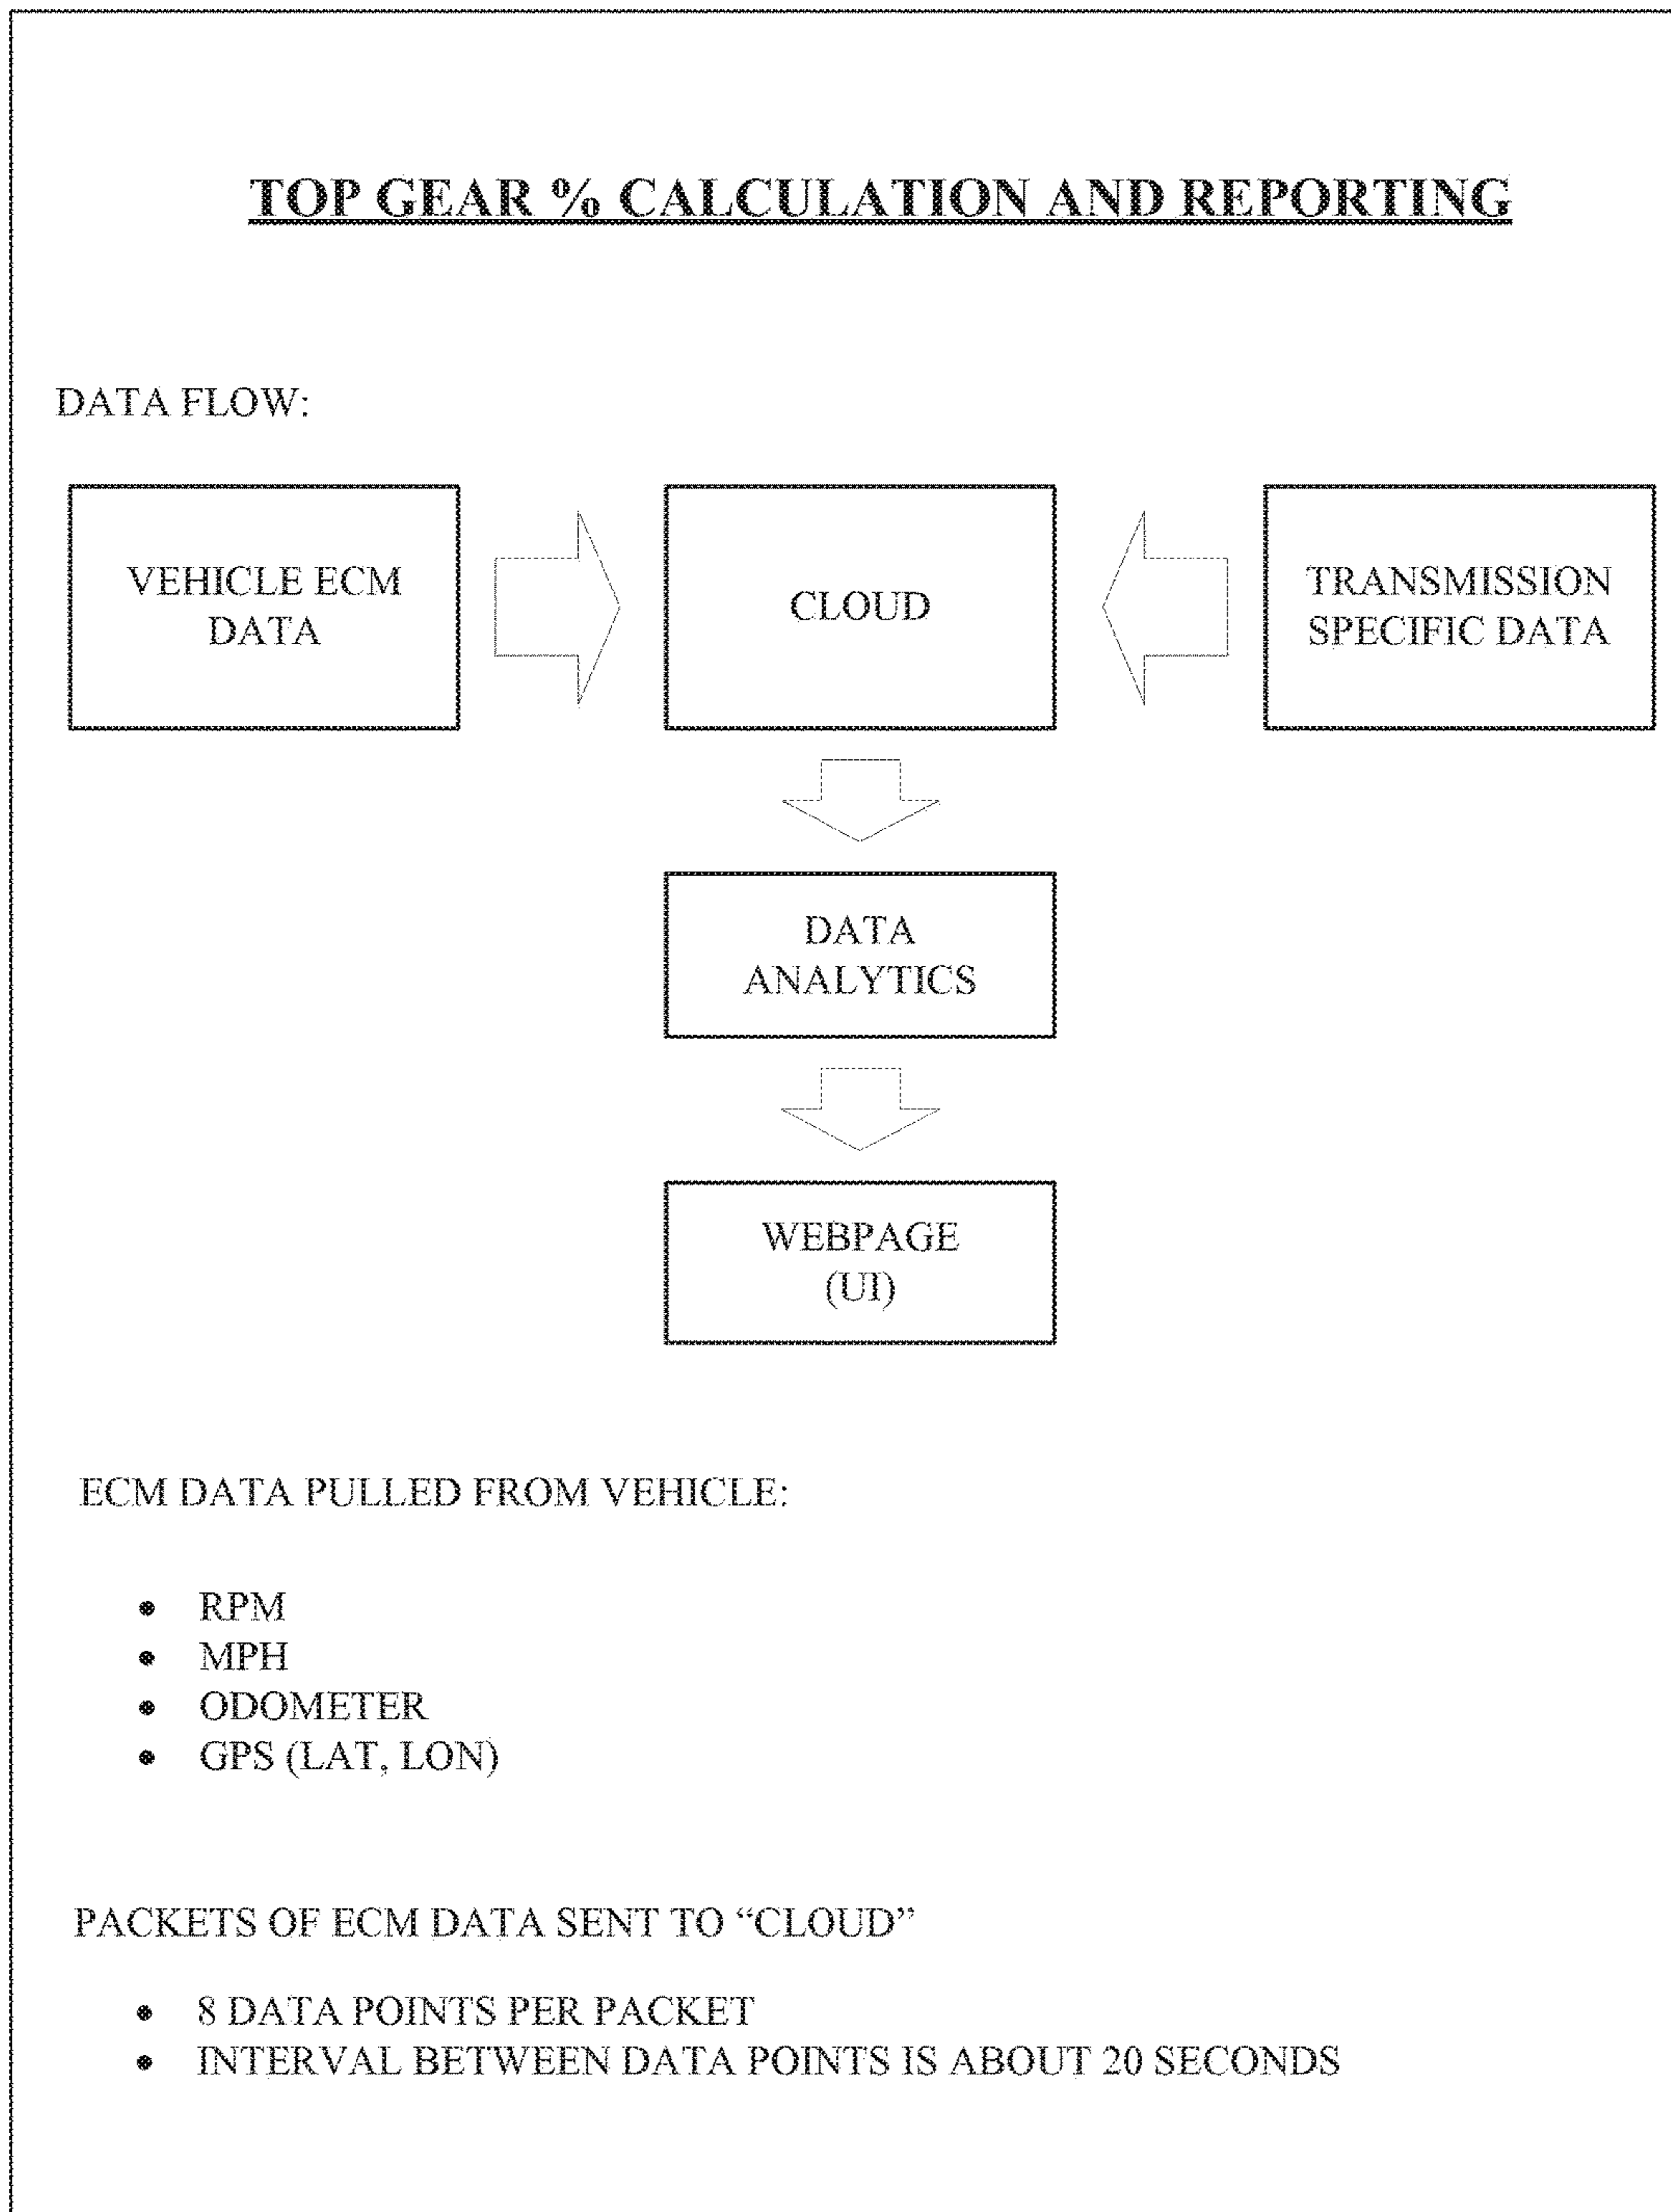 TOP GEAR % CALCULATION AND REPORTING
DATA FLOW:
VEHICLE ECM
DATA
CLOUD
TRANSMISSION
SPECIFIC DATA
DATA
ANALYTICS
WEBPAGE
(UI)
ECM DATA PULLED FROM VEHICLE:
• RPM
• MPH
• ODOMETER
• GPS (LAT, LON)
PACKETS OF ECM DATA SENT TO “CLOUD”
• 8 DATA POINTS PER PACKET
• INTERVAL BETWEEN DATA POINTS IS ABOUT 20 SECONDS